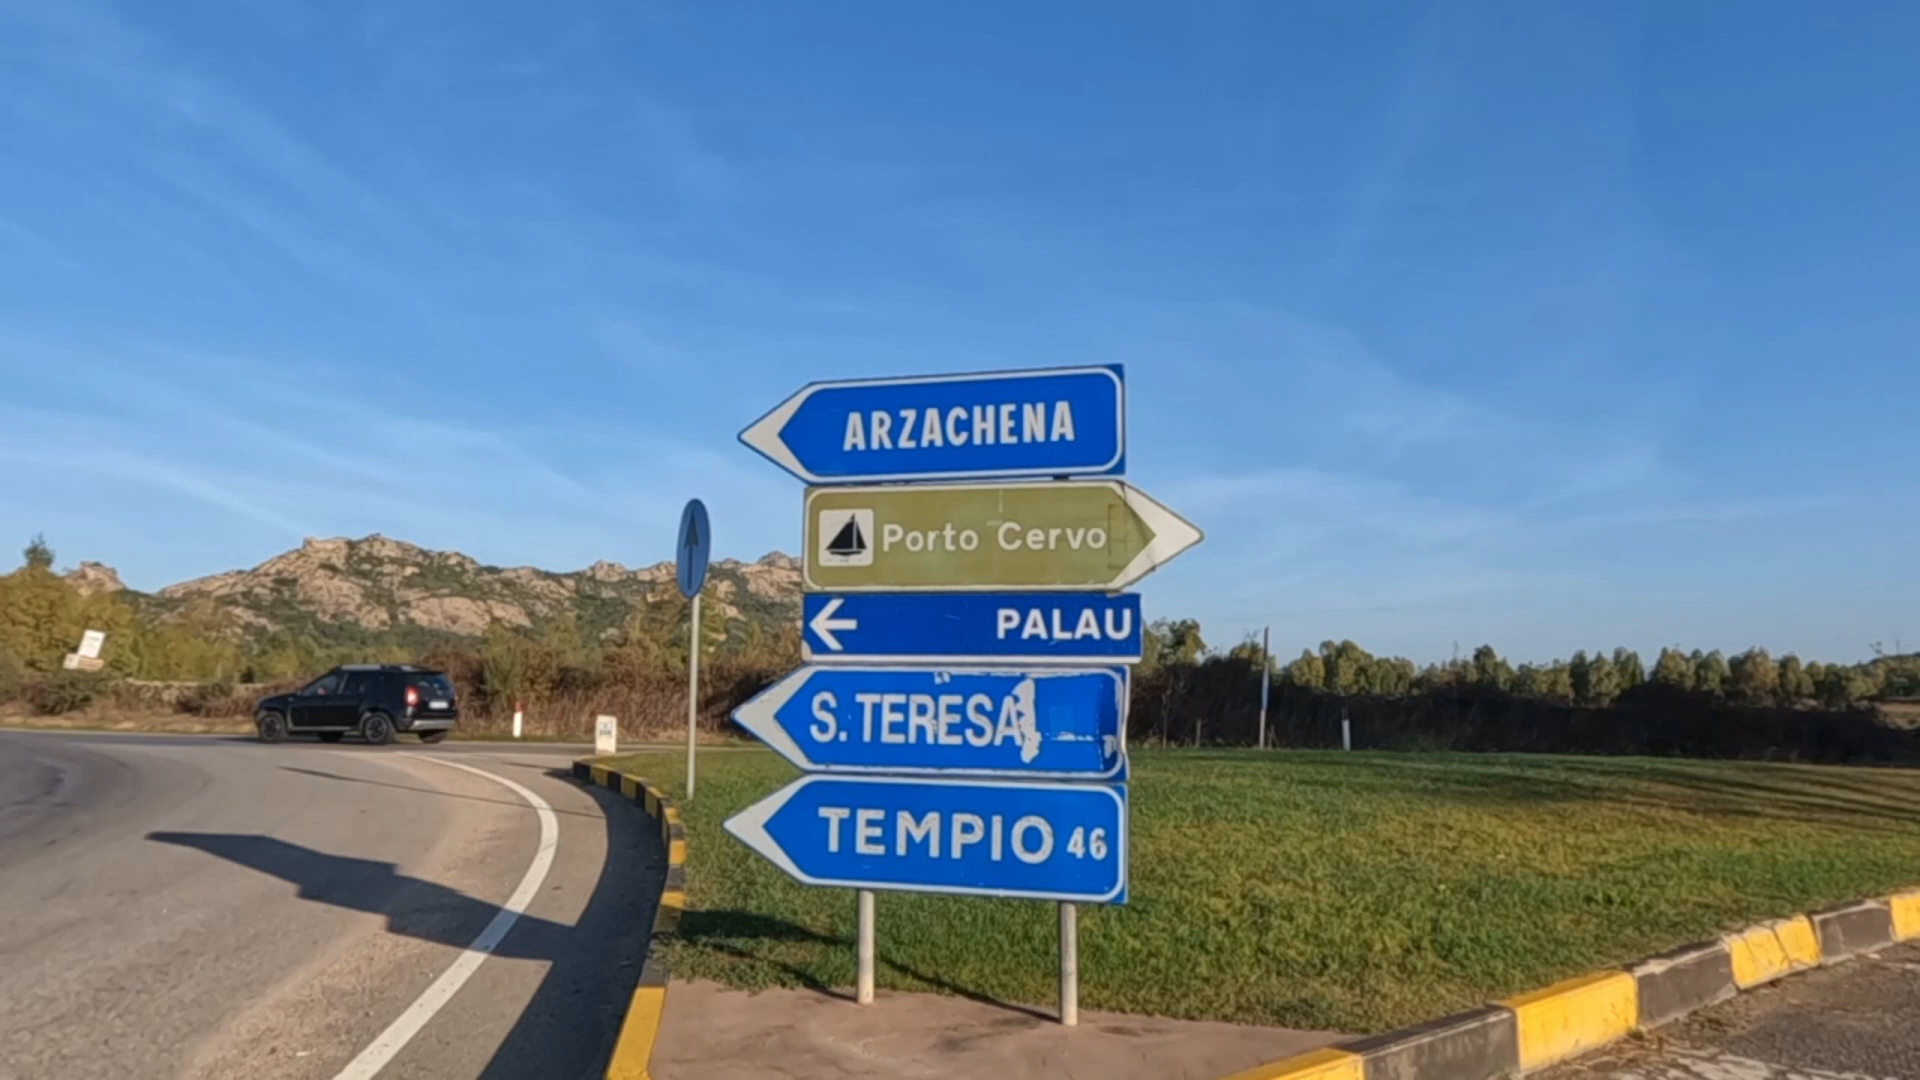 ARZACHENA
Porto Cervo
PALAU
S. TERESA
TEMPIO 46